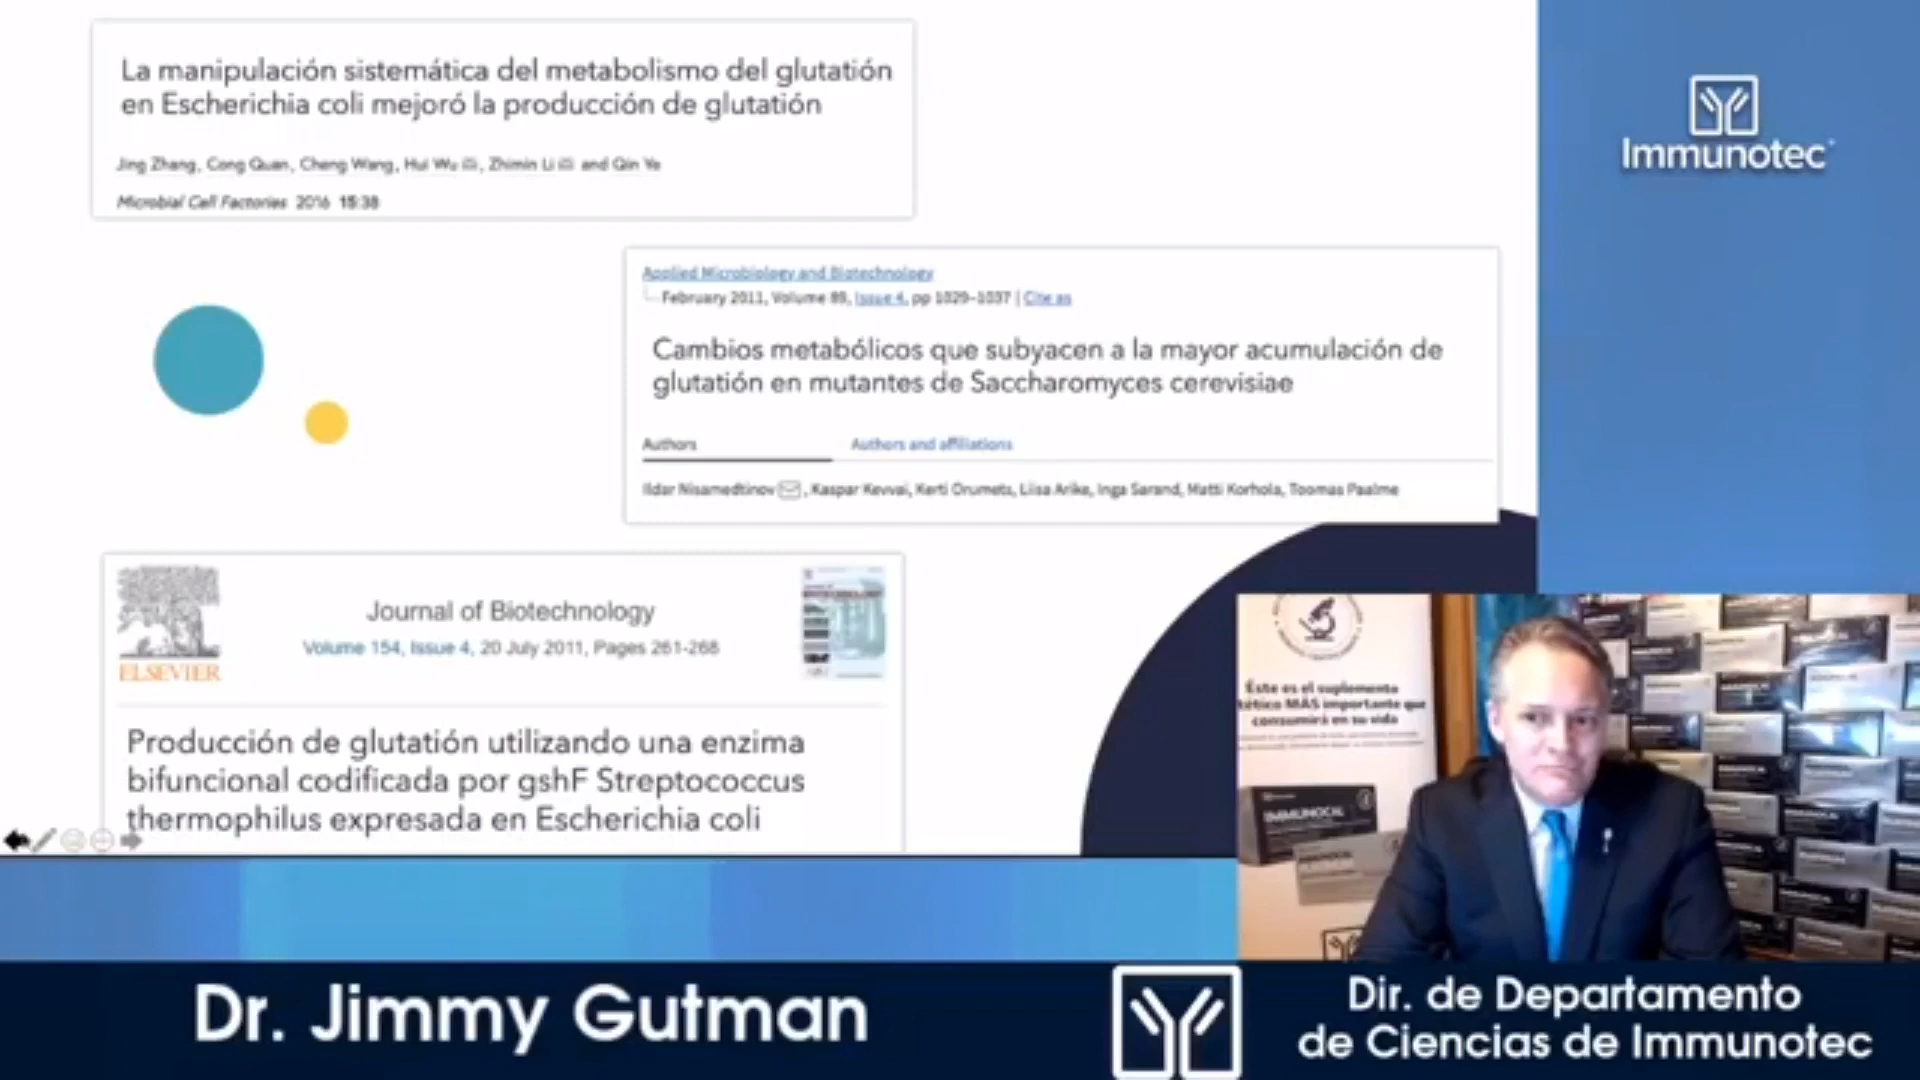 La manipulación sistemática del metabolismo del glutatión
en Escherichia coli mejoró la producción de glutatión
Jing Zhang, Cong Quan, Cheng Wang, Hui Wu, Zhimin Li and Qin Ye
Microbial Cell Factories 2016 15:38
Immunotec
Applied Microbiology and Biotechnology
February 2011, Volume 89, Issue 4, pp 1029–1037 | Cite as
Cambios metabólicos que subyacen a la mayor acumulación de
glutatión en mutantes de Saccharomyces cerevisiae
Authors
Authors and affiliations
Ildar Nisamedtinov, Kaspar Kevvai, Kerti Orumets, Liisa Arike, Inga Sarand, Matti Korhola, Toomas Paalme
ELSEVIER
Journal of Biotechnology
Volume 154, Issue 4, 20 July 2011, Pages 261-268
Producción de glutatión utilizando una enzima
bifuncional codificada por gshF Streptococcus
thermophilus expresada en Escherichia coli
Éste es el suplemento
ético MÁS importante que
consumirá en su vida
IMMUNOCAL
Dr. Jimmy Gutman
Dir. de Departamento
de Ciencias de Immunotec